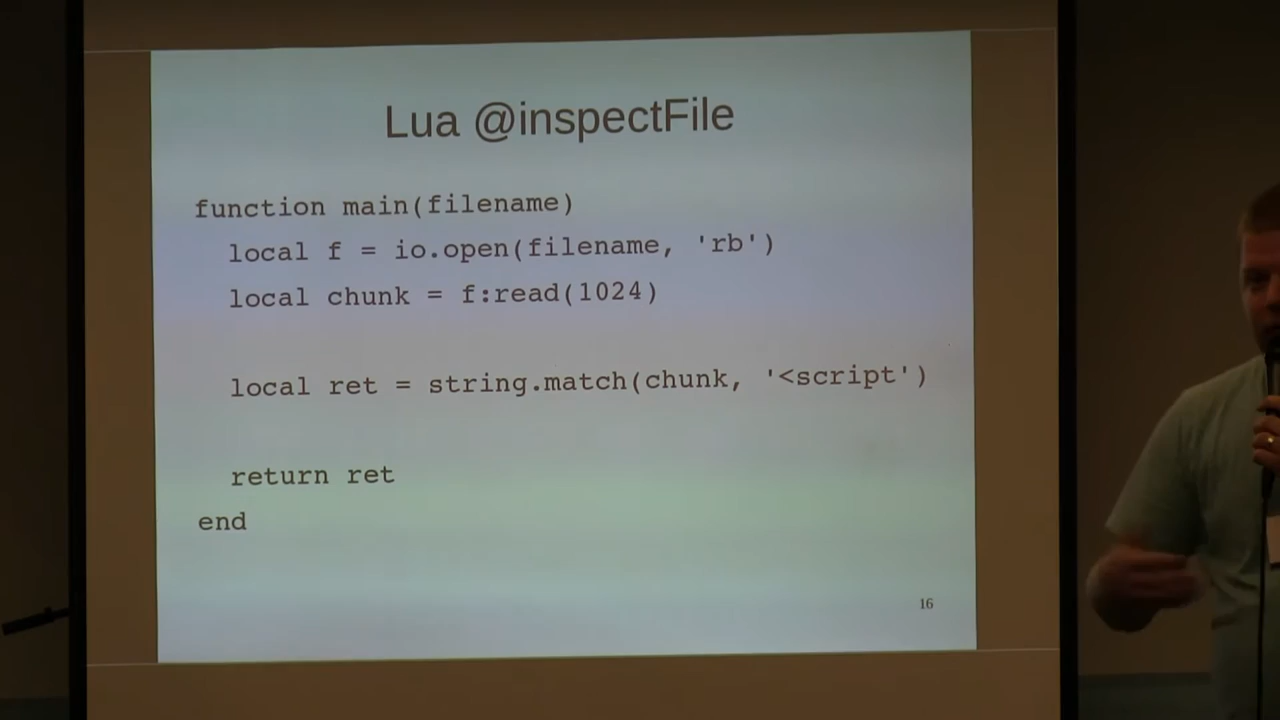 Lua @inspectFile
function main(filename)
local f = io.open(filename, 'rb')
local chunk = f:read(1024)
local ret = string.match(chunk, '<script')
return ret
end
16